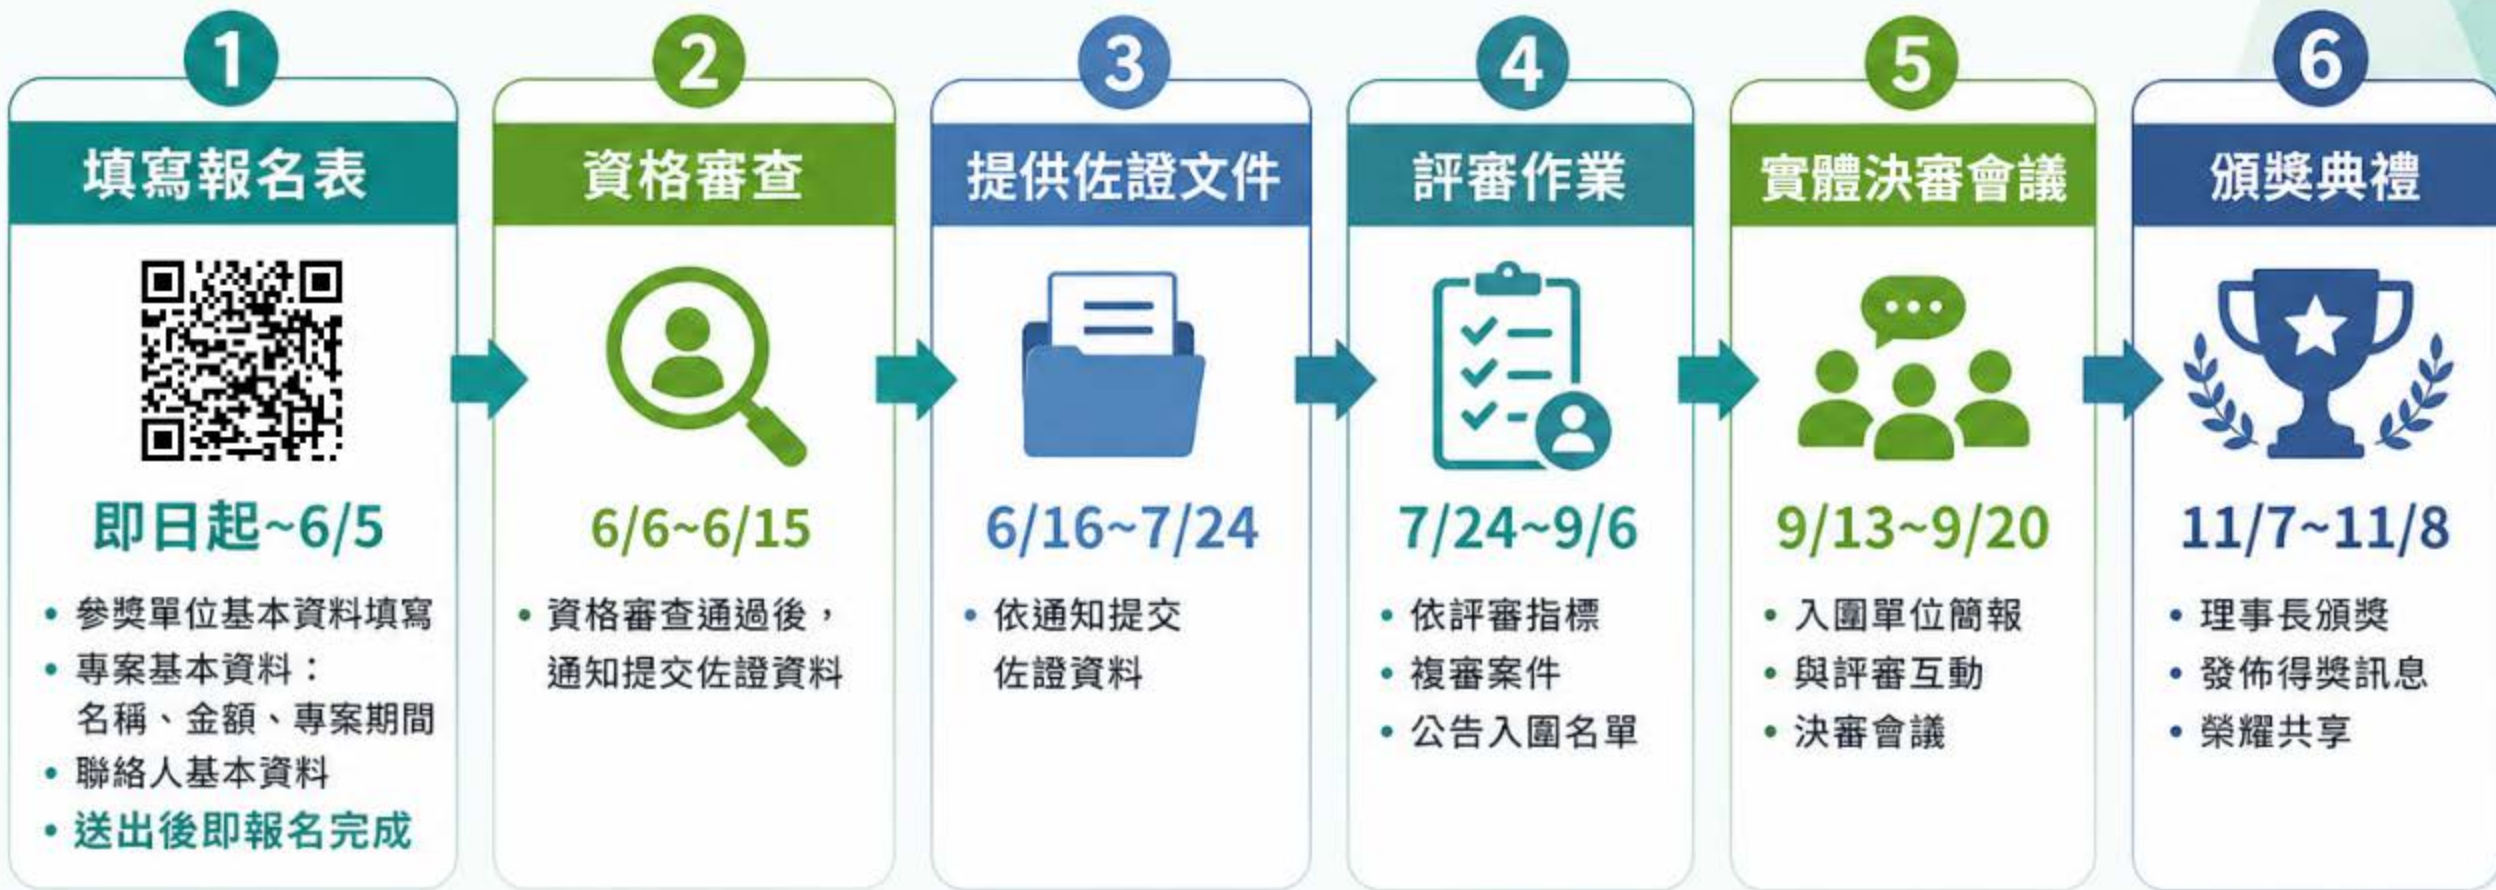 1
填寫報名表
即日起~6/5
• 參獎單位基本資料填寫
• 專案基本資料：
名稱、金額、專案期間
• 聯絡人基本資料
• 送出後即報名完成
2
資格審查
6/6~6/15
• 資格審查通過後，
通知提交佐證資料
3
提供佐證文件
6/16~7/24
• 依通知提交
佐證資料
4
評審作業
7/24~9/6
• 依評審指標
• 複審案件
• 公告入圍名單
5
實體決審會議
9/13~9/20
• 入圍單位簡報
• 與評審互動
• 決審會議
6
頒獎典禮
11/7~11/8
• 理事長頒獎
• 發佈得獎訊息
• 榮耀共享